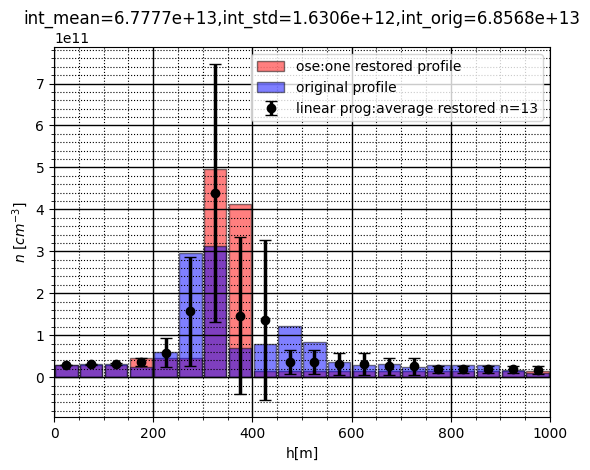 int_mean=6.7777e+13,int_std=1.6306e+12,int_orig=6.8568e+13
1e11
ose:one restored profile
original profile
linear prog:average restored n=13
7
6
5
4
3
2
1
0
n [cm⁻³]
0 200 400 600 800 1000
h[m]